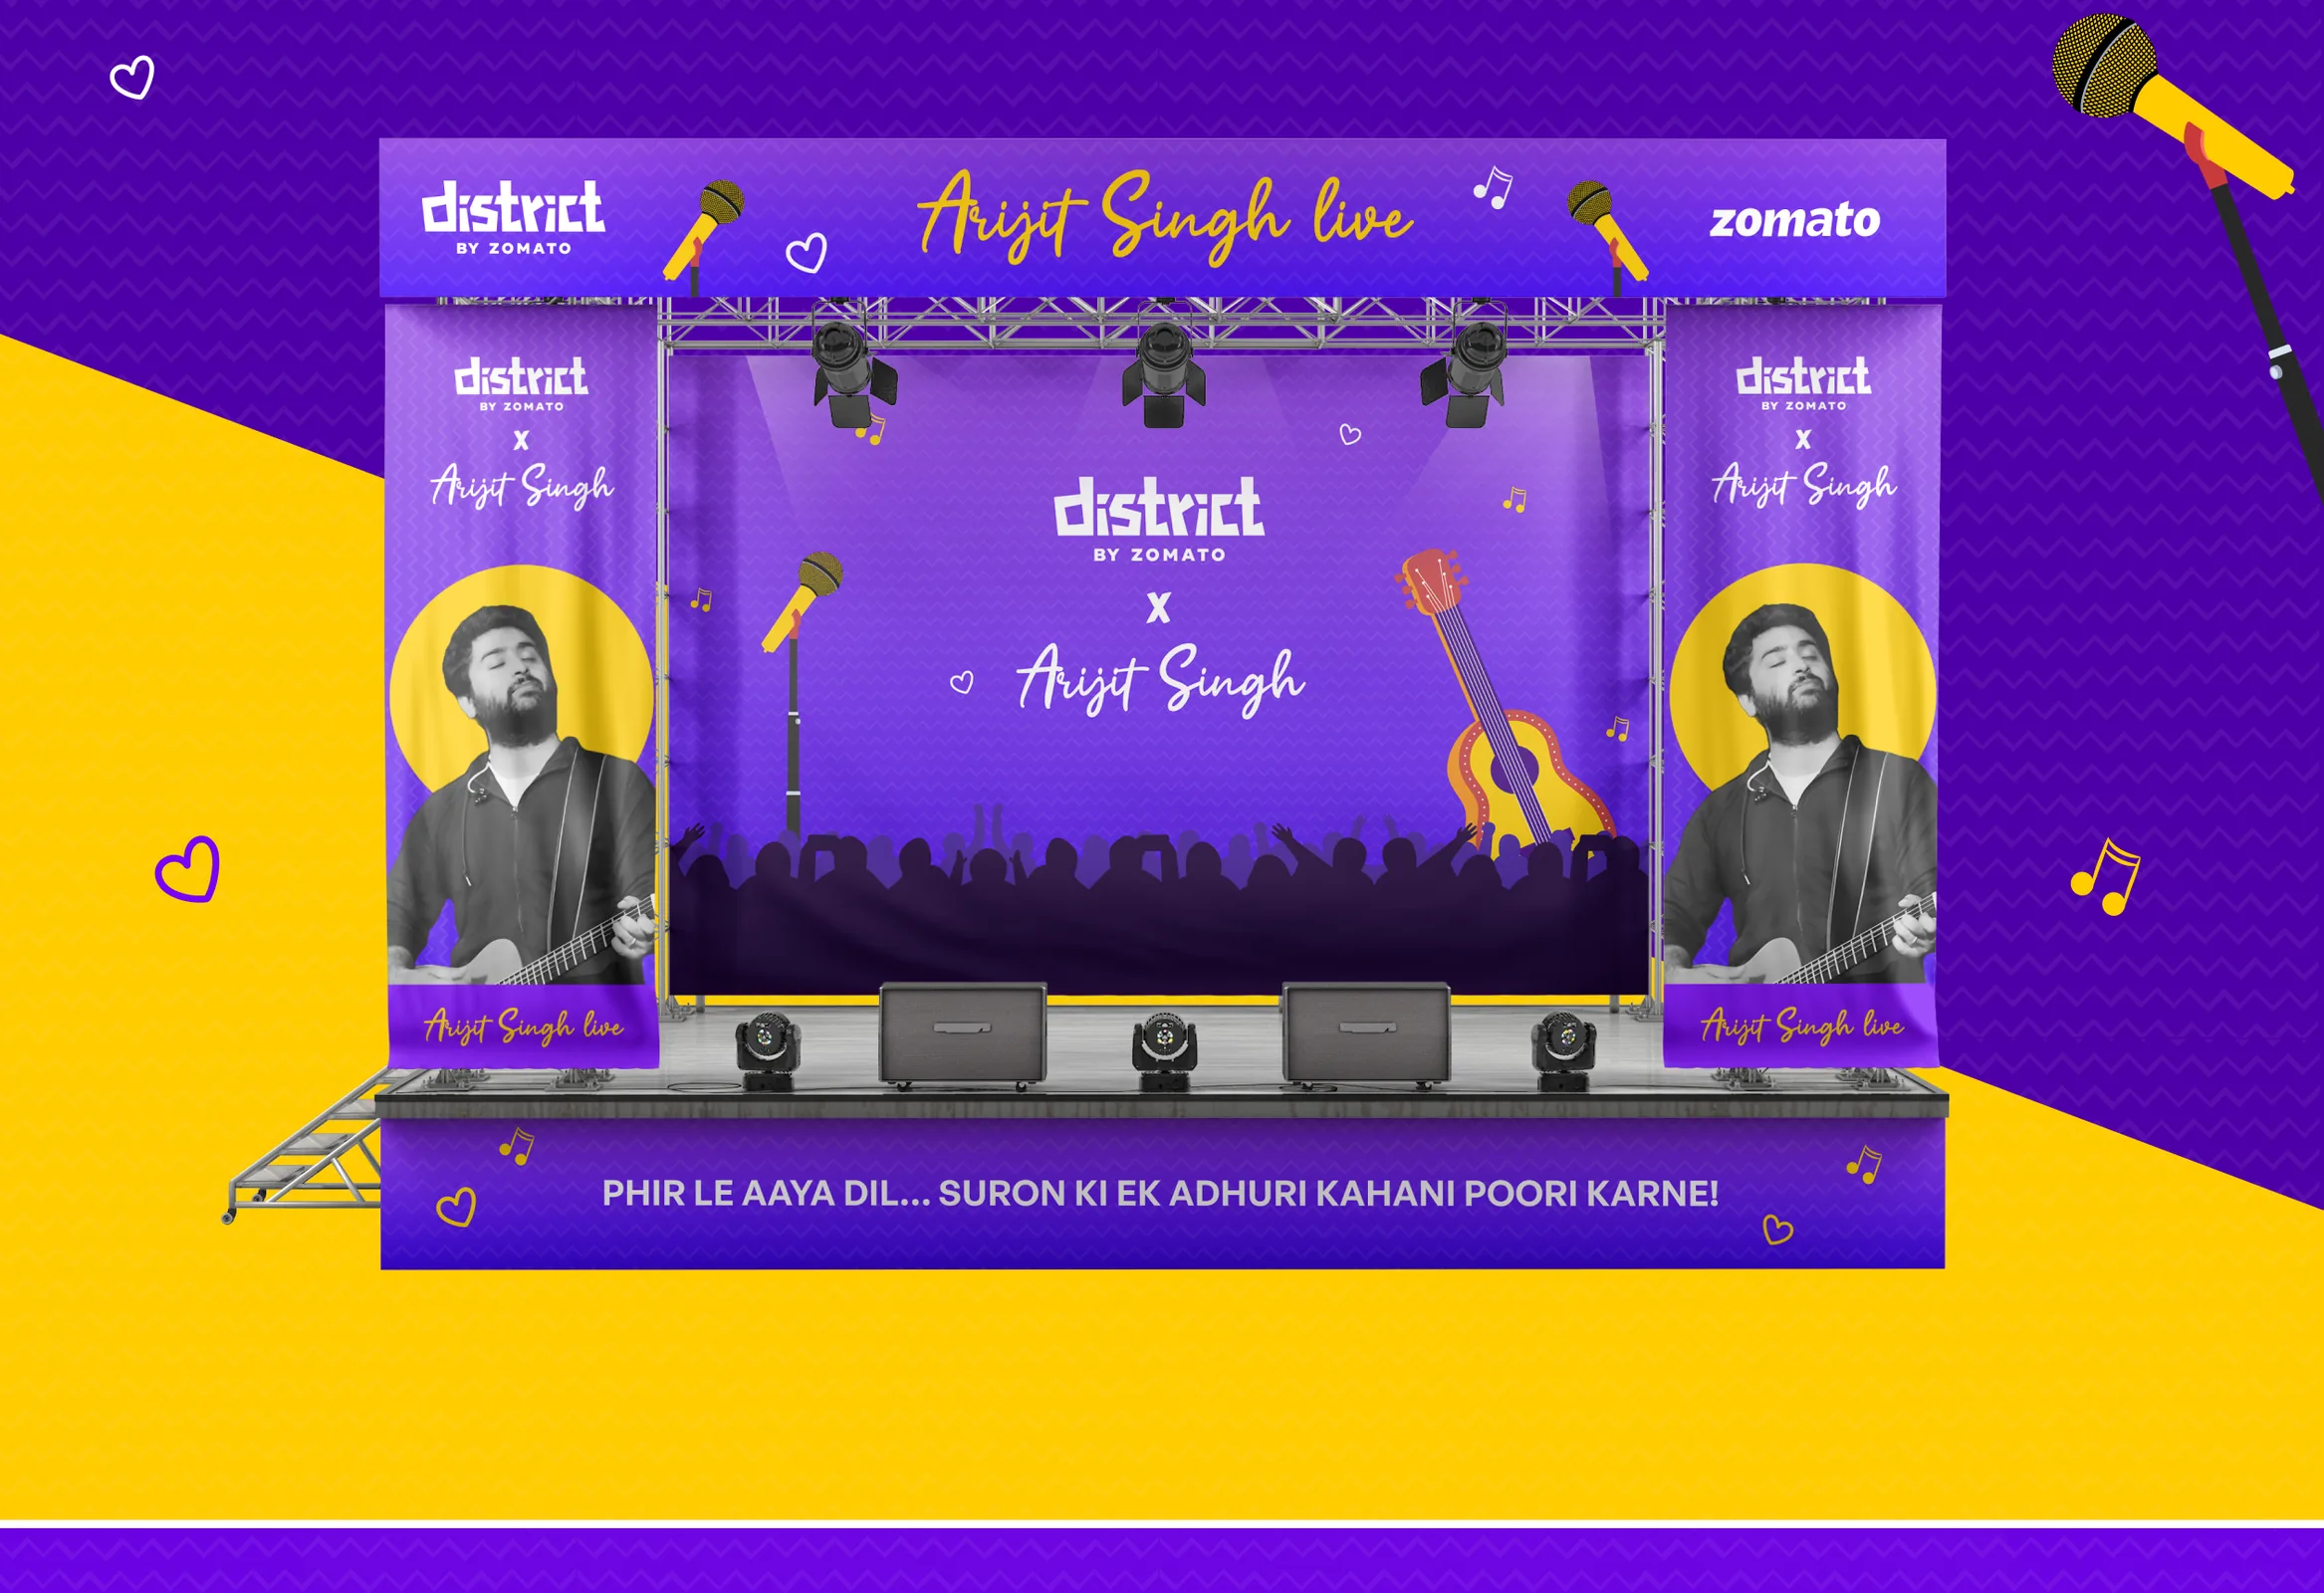 district
BY ZOMATO
Arijit Singh live
zomato
district
BY ZOMATO
X
Arijit Singh
Arijit Singh live
district
BY ZOMATO
X
Arijit Singh
district
BY ZOMATO
X
Arijit Singh
Arijit Singh live
PHIR LE AAYA DIL... SURON KI EK ADHURI KAHANI POORI KARNE!